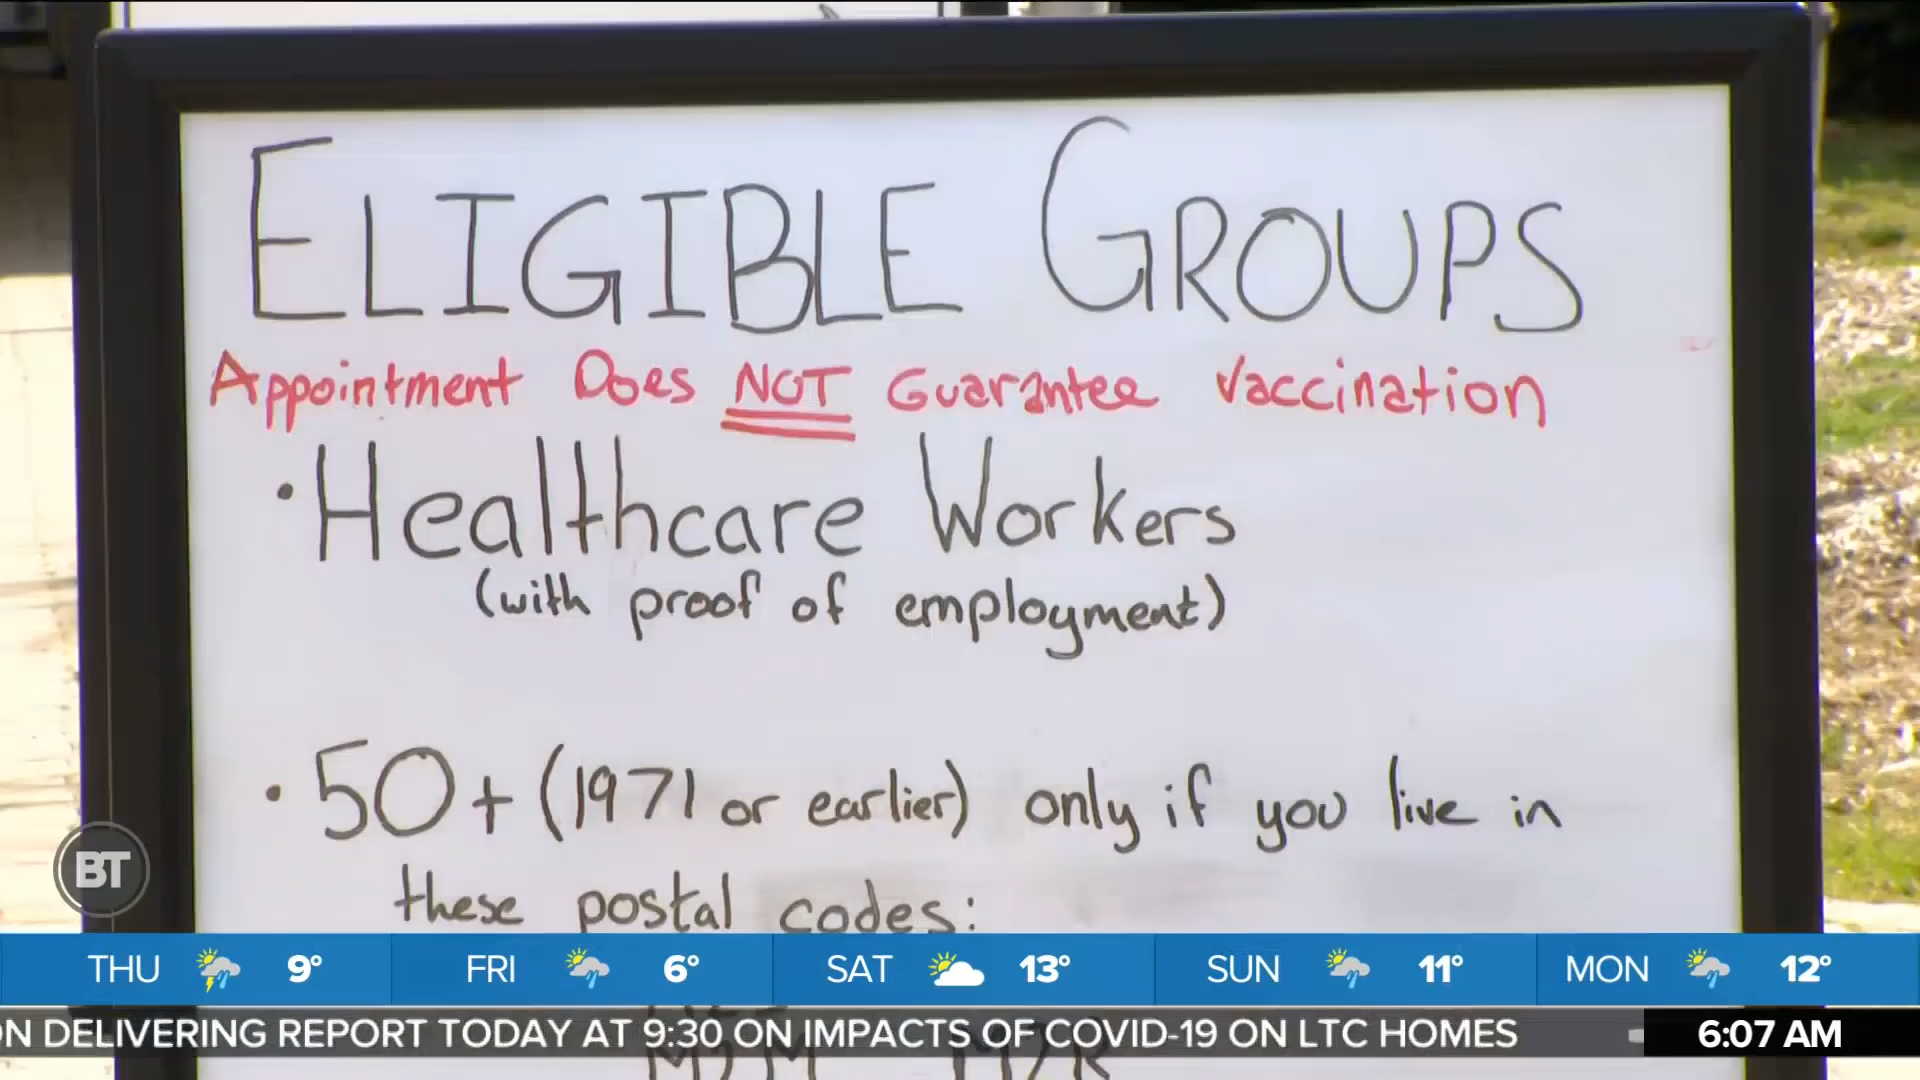 ELIGIBLE GROUPS
Appointment Does NOT Guarantee Vaccination
• Healthcare Workers
(with proof of employment)
• 50+ (1971 or earlier) only if you live in
these postal codes:
BT
THU 9° FRI 6° SAT 13° SUN 11° MON 12°
N DELIVERING REPORT TODAY AT 9:30 ON IMPACTS OF COVID-19 ON LTC HOMES
6:07 AM